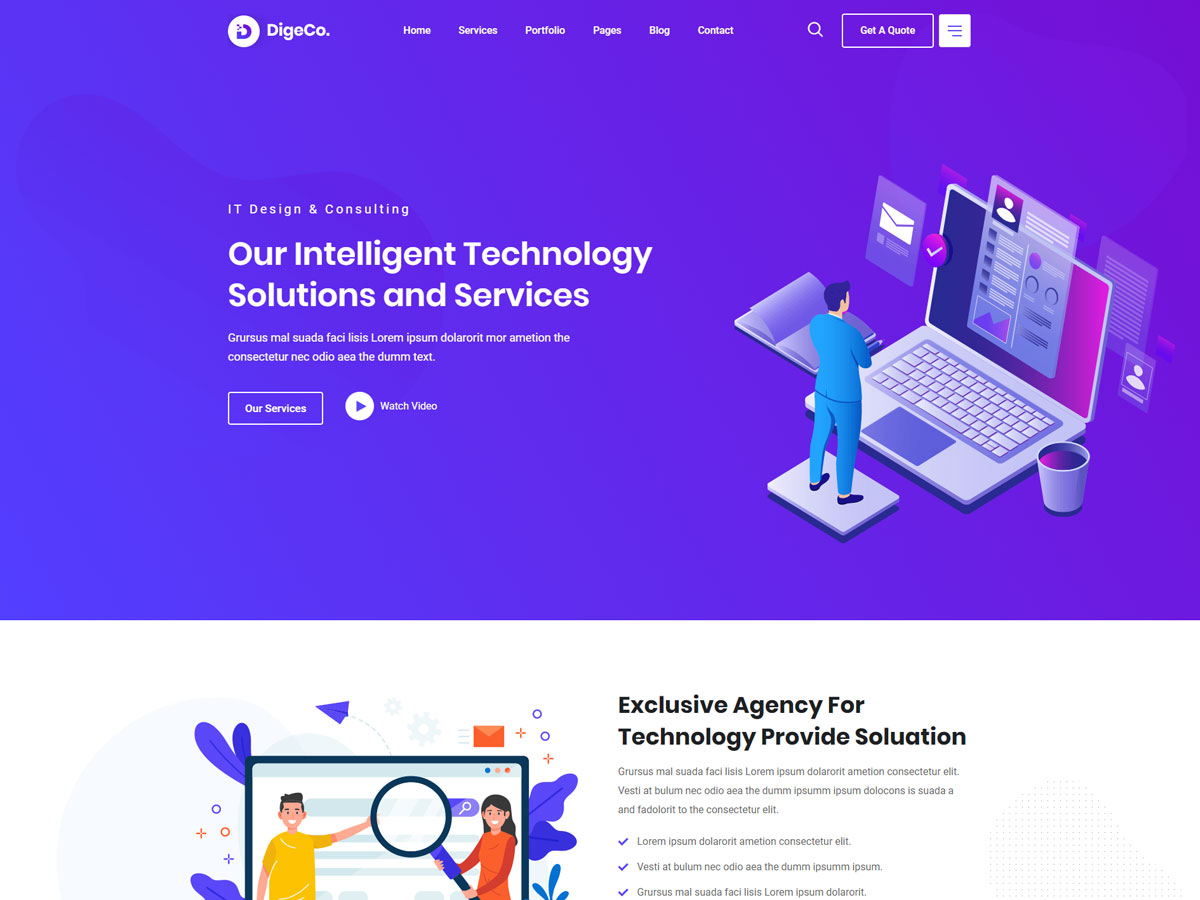 DigeCo.
Home Services Portfolio Pages Blog Contact
Get A Quote
IT Design & Consulting
Our Intelligent Technology
Solutions and Services
Grursus mal suada faci lisis Lorem ipsum dolarorit mor ametion the
consectetur nec odio aea the dumm text.
Our Services
Watch Video
Exclusive Agency For
Technology Provide Soluation
Grursus mal suada faci lisis Lorem ipsum dolarorit ametion consectetur elit.
Vesti at bulum nec odio aea the dumm ipsumm ipsum dolocons is suada a
and fadolorit to the consectetur elit.
Lorem ipsum dolarorit ametion consectetur elit.
Vesti at bulum nec odio aea the dumm ipsumm ipsum.
Grursus mal suada faci lisis Lorem ipsum dolarorit.